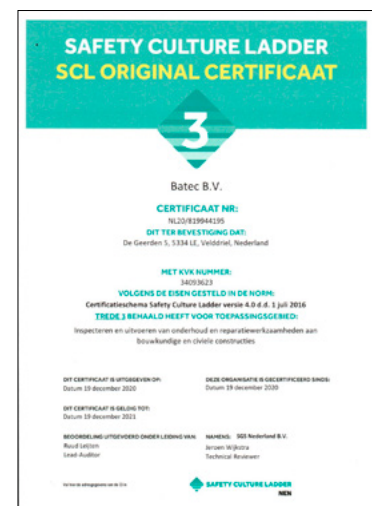 SAFETY CULTURE LADDER
SCL ORIGINAL CERTIFICAAT
3
Batec B.V.
CERTIFICAAT NR:
NL20/819944195
DIT TER BEVESTIGING DAT:
De Geerden 5, 5334 LE, Velddriel, Nederland
MET KVK NUMMER:
34093623
VOLGENS DE EISEN GESTELD IN DE NORM:
Certificatieschema Safety Culture Ladder versie 4.0 d.d. 1 juli 2016
TREDE 3 BEHAALD HEEFT VOOR TOEPASSINGSGEBIED:
Inspecteren en uitvoeren van onderhoud en reparatiewerkzaamheden aan
bouwkundige en civiele constructies
DIT CERTIFICAAT IS UITGEGEVEN OP:
Datum 19 december 2020
DEZE ORGANISATIE IS GECERTIFICEERD SINDS:
Datum 19 december 2020
DIT CERTIFICAAT IS GELDIG TOT:
Datum 19 december 2021
BEOORDELING UITGEVOERD ONDER LEIDING VAN:
Ruud Leijten
Lead-Auditor
NAMENS: SGS Nederland B.V.
Jeroen Wijkstra
Technical Reviewer
SAFETY CULTURE LADDER
NEN